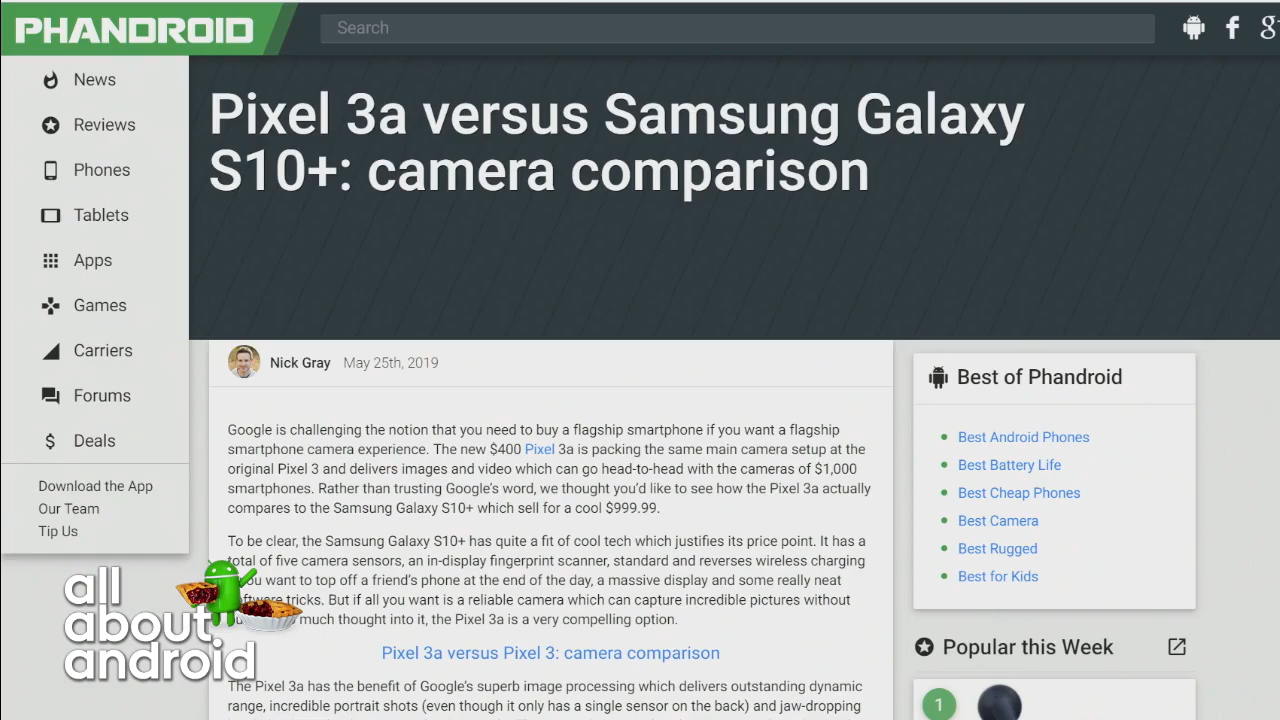 PHANDROID
Search
News
Reviews
Phones
Tablets
Apps
Games
Carriers
Forums
Deals
Download the App
Our Team
Tip Us
Pixel 3a versus Samsung Galaxy
S10+: camera comparison
Nick Gray May 25th, 2019
Google is challenging the notion that you need to buy a flagship smartphone if you want a flagship
smartphone camera experience. The new $400 Pixel 3a is packing the same main camera setup at the
original Pixel 3 and delivers images and video which can go head-to-head with the cameras of $1,000
smartphones. Rather than trusting Google's word, we thought you'd like to see how the Pixel 3a actually
compares to the Samsung Galaxy S10+ which sell for a cool $999.99.
To be clear, the Samsung Galaxy S10+ has quite a fit of cool tech which justifies its price point. It has a
total of five camera sensors, an in-display fingerprint scanner, standard and reverses wireless charging
you want to top off a friend's phone at the end of the day, a massive display and some really neat
tricks. But if all you want is a reliable camera which can capture incredible pictures without
much thought into it, the Pixel 3a is a very compelling option.
Pixel 3a versus Pixel 3: camera comparison
The Pixel 3a has the benefit of Google's superb image processing which delivers outstanding dynamic
range, incredible portrait shots (even though it only has a single sensor on the back) and jaw-dropping
Best of Phandroid
Best Android Phones
Best Battery Life
Best Cheap Phones
Best Camera
Best Rugged
Best for Kids
Popular this Week
1
all
about
android